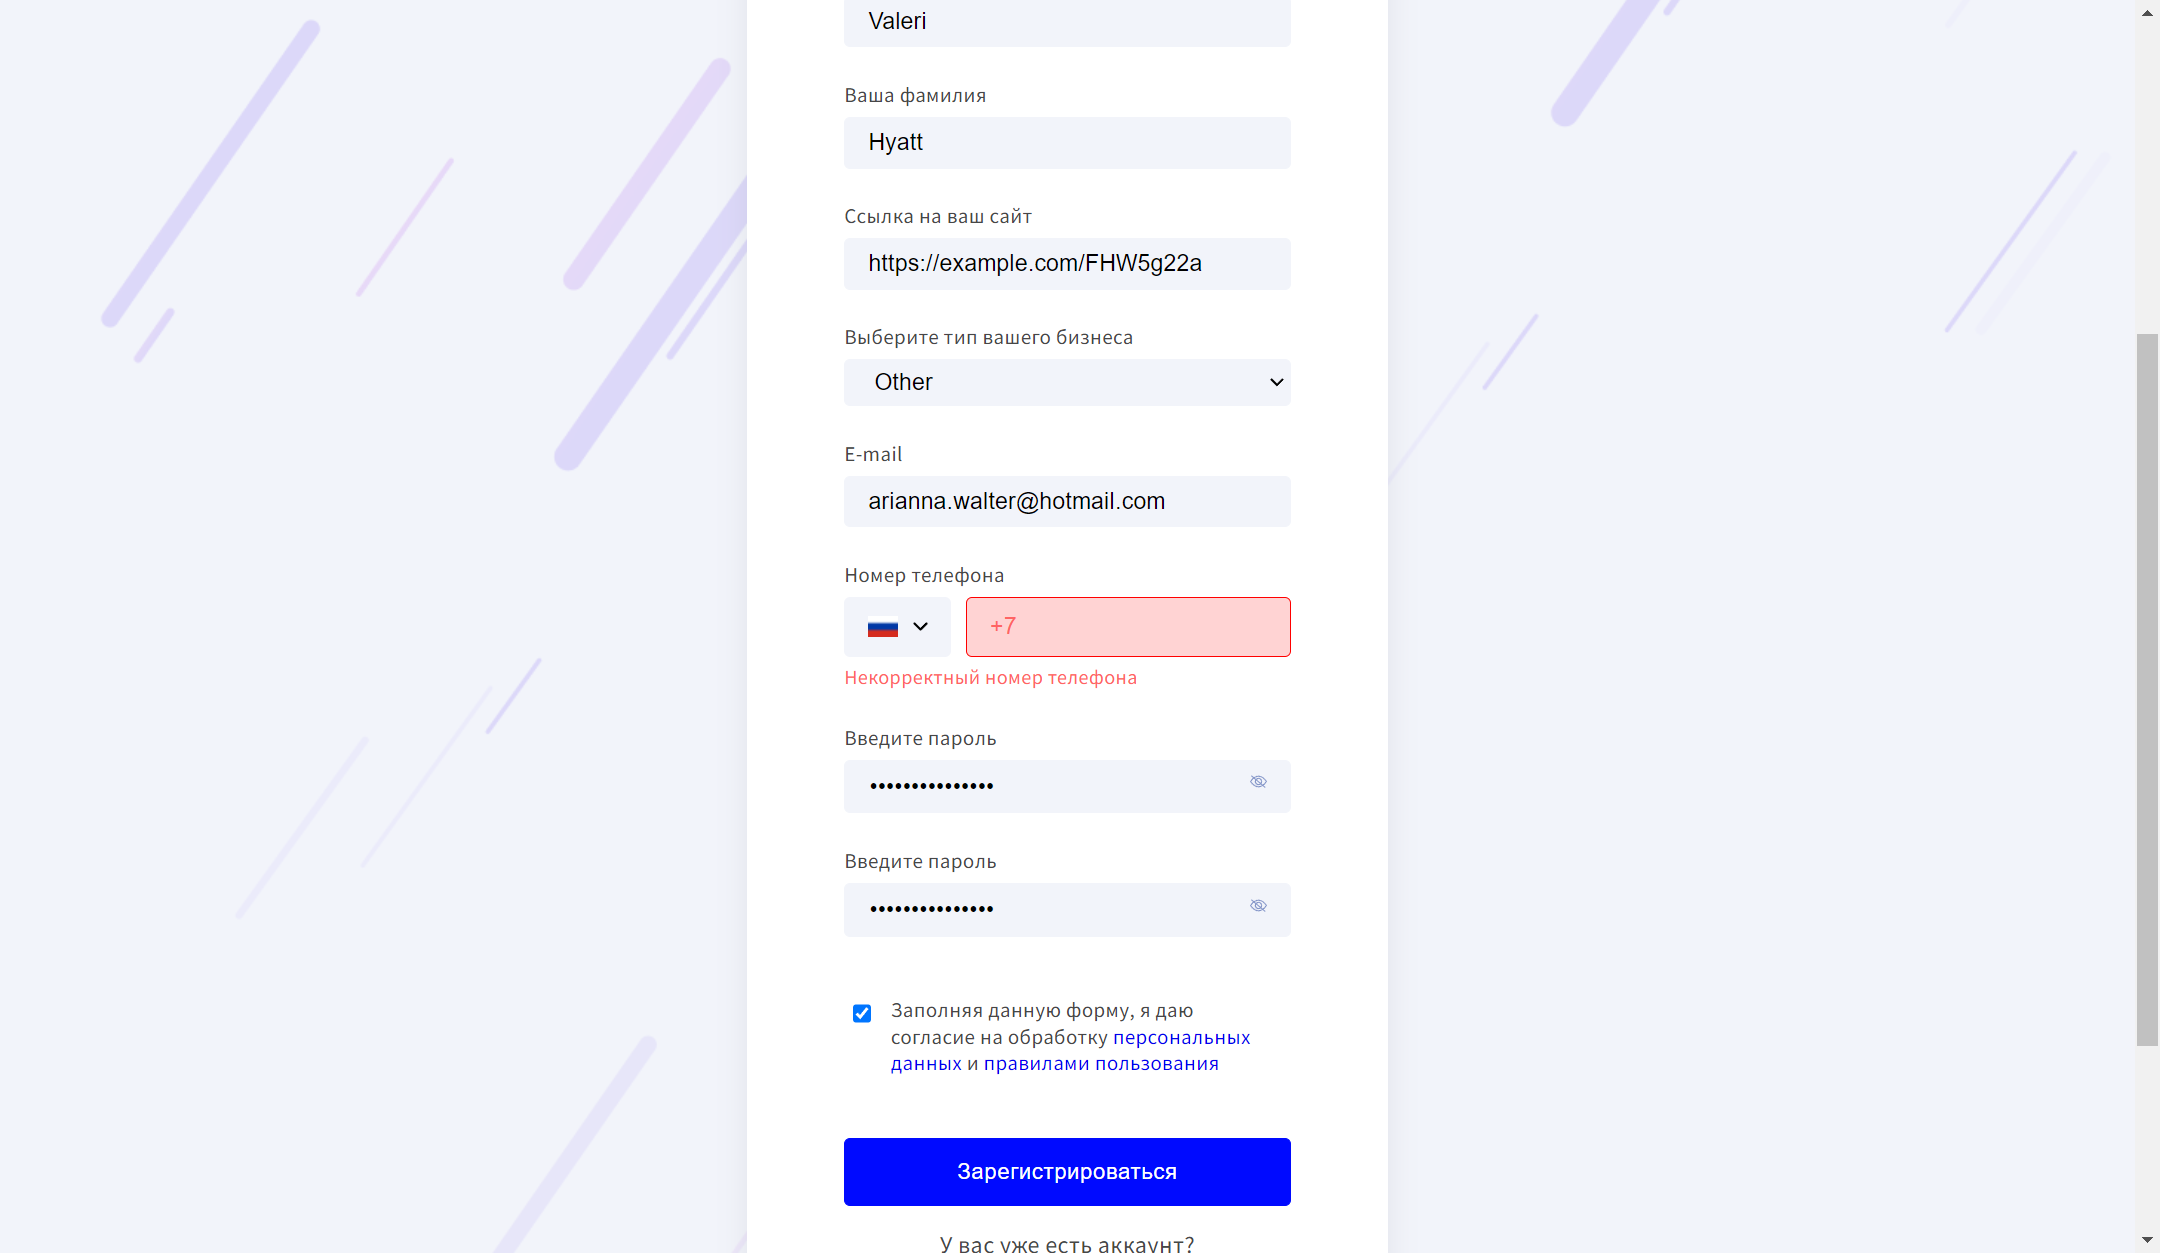 Valeri
Ваша фамилия
Hyatt
Ссылка на ваш сайт
https://example.com/FHW5g22a
Выберите тип вашего бизнеса
Other
E-mail
arianna.walter@hotmail.com
Номер телефона
+7
Некорректный номер телефона
Введите пароль
•••••••••••••••
Введите пароль
•••••••••••••••
Заполняя данную форму, я даю
согласие на обработку персональных
данных и правилами пользования
Зарегистрироваться
У вас уже есть аккаунт?